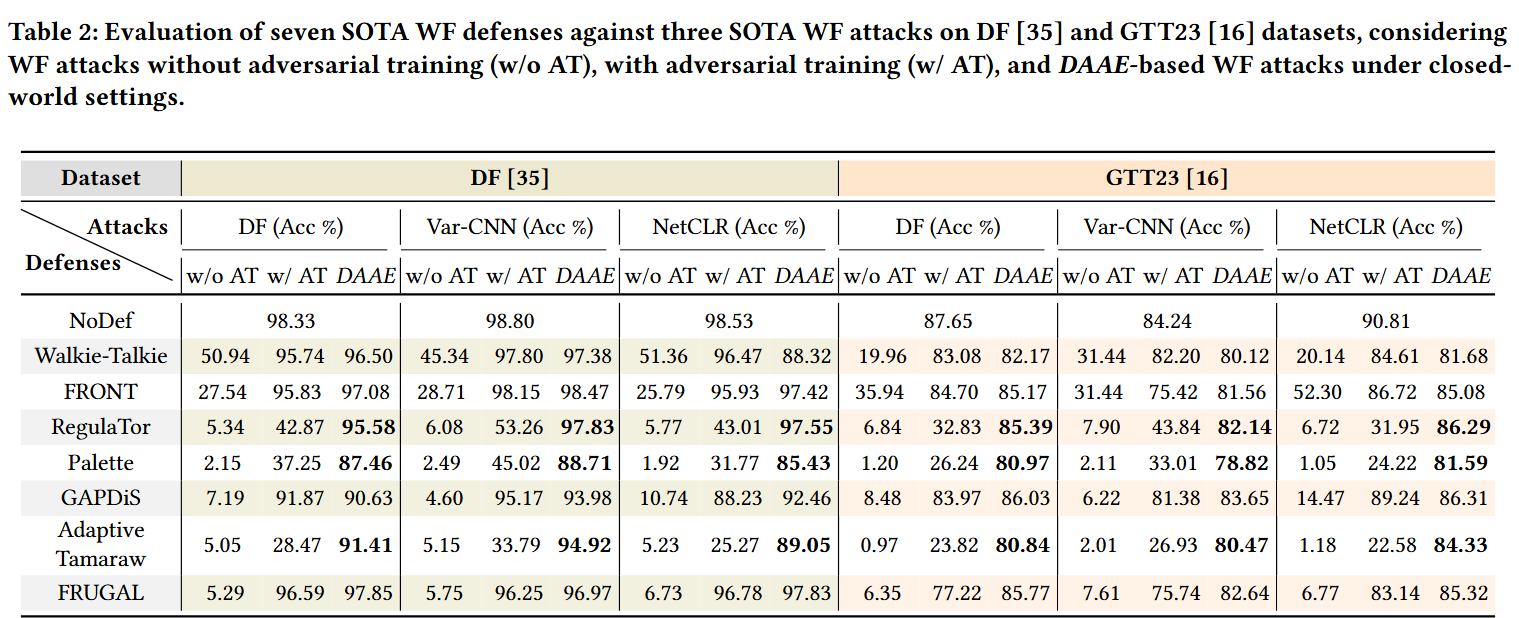 Table 2: Evaluation of seven SOTA WF defenses against three SOTA WF attacks on DF [35] and GTT23 [16] datasets, considering
WF attacks without adversarial training (w/o AT), with adversarial training (w/ AT), and DAAE-based WF attacks under closed-
world settings.
Dataset DF [35] GTT23 [16]
Attacks DF (Acc %) Var-CNN (Acc %) NetCLR (Acc %) DF (Acc %) Var-CNN (Acc %) NetCLR (Acc %)
Defenses w/o AT w/ AT DAAE w/o AT w/ AT DAAE w/o AT w/ AT DAAE w/o AT w/ AT DAAE w/o AT w/ AT DAAE w/o AT w/ AT DAAE
NoDef 98.33 98.80 98.53 87.65 84.24 90.81
Walkie-Talkie 50.94 95.74 96.50 45.34 97.80 97.38 51.36 96.47 88.32 19.96 83.08 82.17 31.44 82.20 80.12 20.14 84.61 81.68
FRONT 27.54 95.83 97.08 28.71 98.15 98.47 25.79 95.93 97.42 35.94 84.70 85.17 31.44 75.42 81.56 52.30 86.72 85.08
RegulaTor 5.34 42.87 95.58 6.08 53.26 97.83 5.77 43.01 97.55 6.84 32.83 85.39 7.90 43.84 82.14 6.72 31.95 86.29
Palette 2.15 37.25 87.46 2.49 45.02 88.71 1.92 31.77 85.43 1.20 26.24 80.97 2.11 33.01 78.82 1.05 24.22 81.59
GAPDiS 7.19 91.87 90.63 4.60 95.17 93.98 10.74 88.23 92.46 8.48 83.97 86.03 6.22 81.38 83.65 14.47 89.24 86.31
Adaptive
Tamaraw 5.05 28.47 91.41 5.15 33.79 94.92 5.23 25.27 89.05 0.97 23.82 80.84 2.01 26.93 80.47 1.18 22.58 84.33
FRUGAL 5.29 96.59 97.85 5.75 96.25 96.97 6.73 96.78 97.83 6.35 77.22 85.77 7.61 75.74 82.64 6.77 83.14 85.32